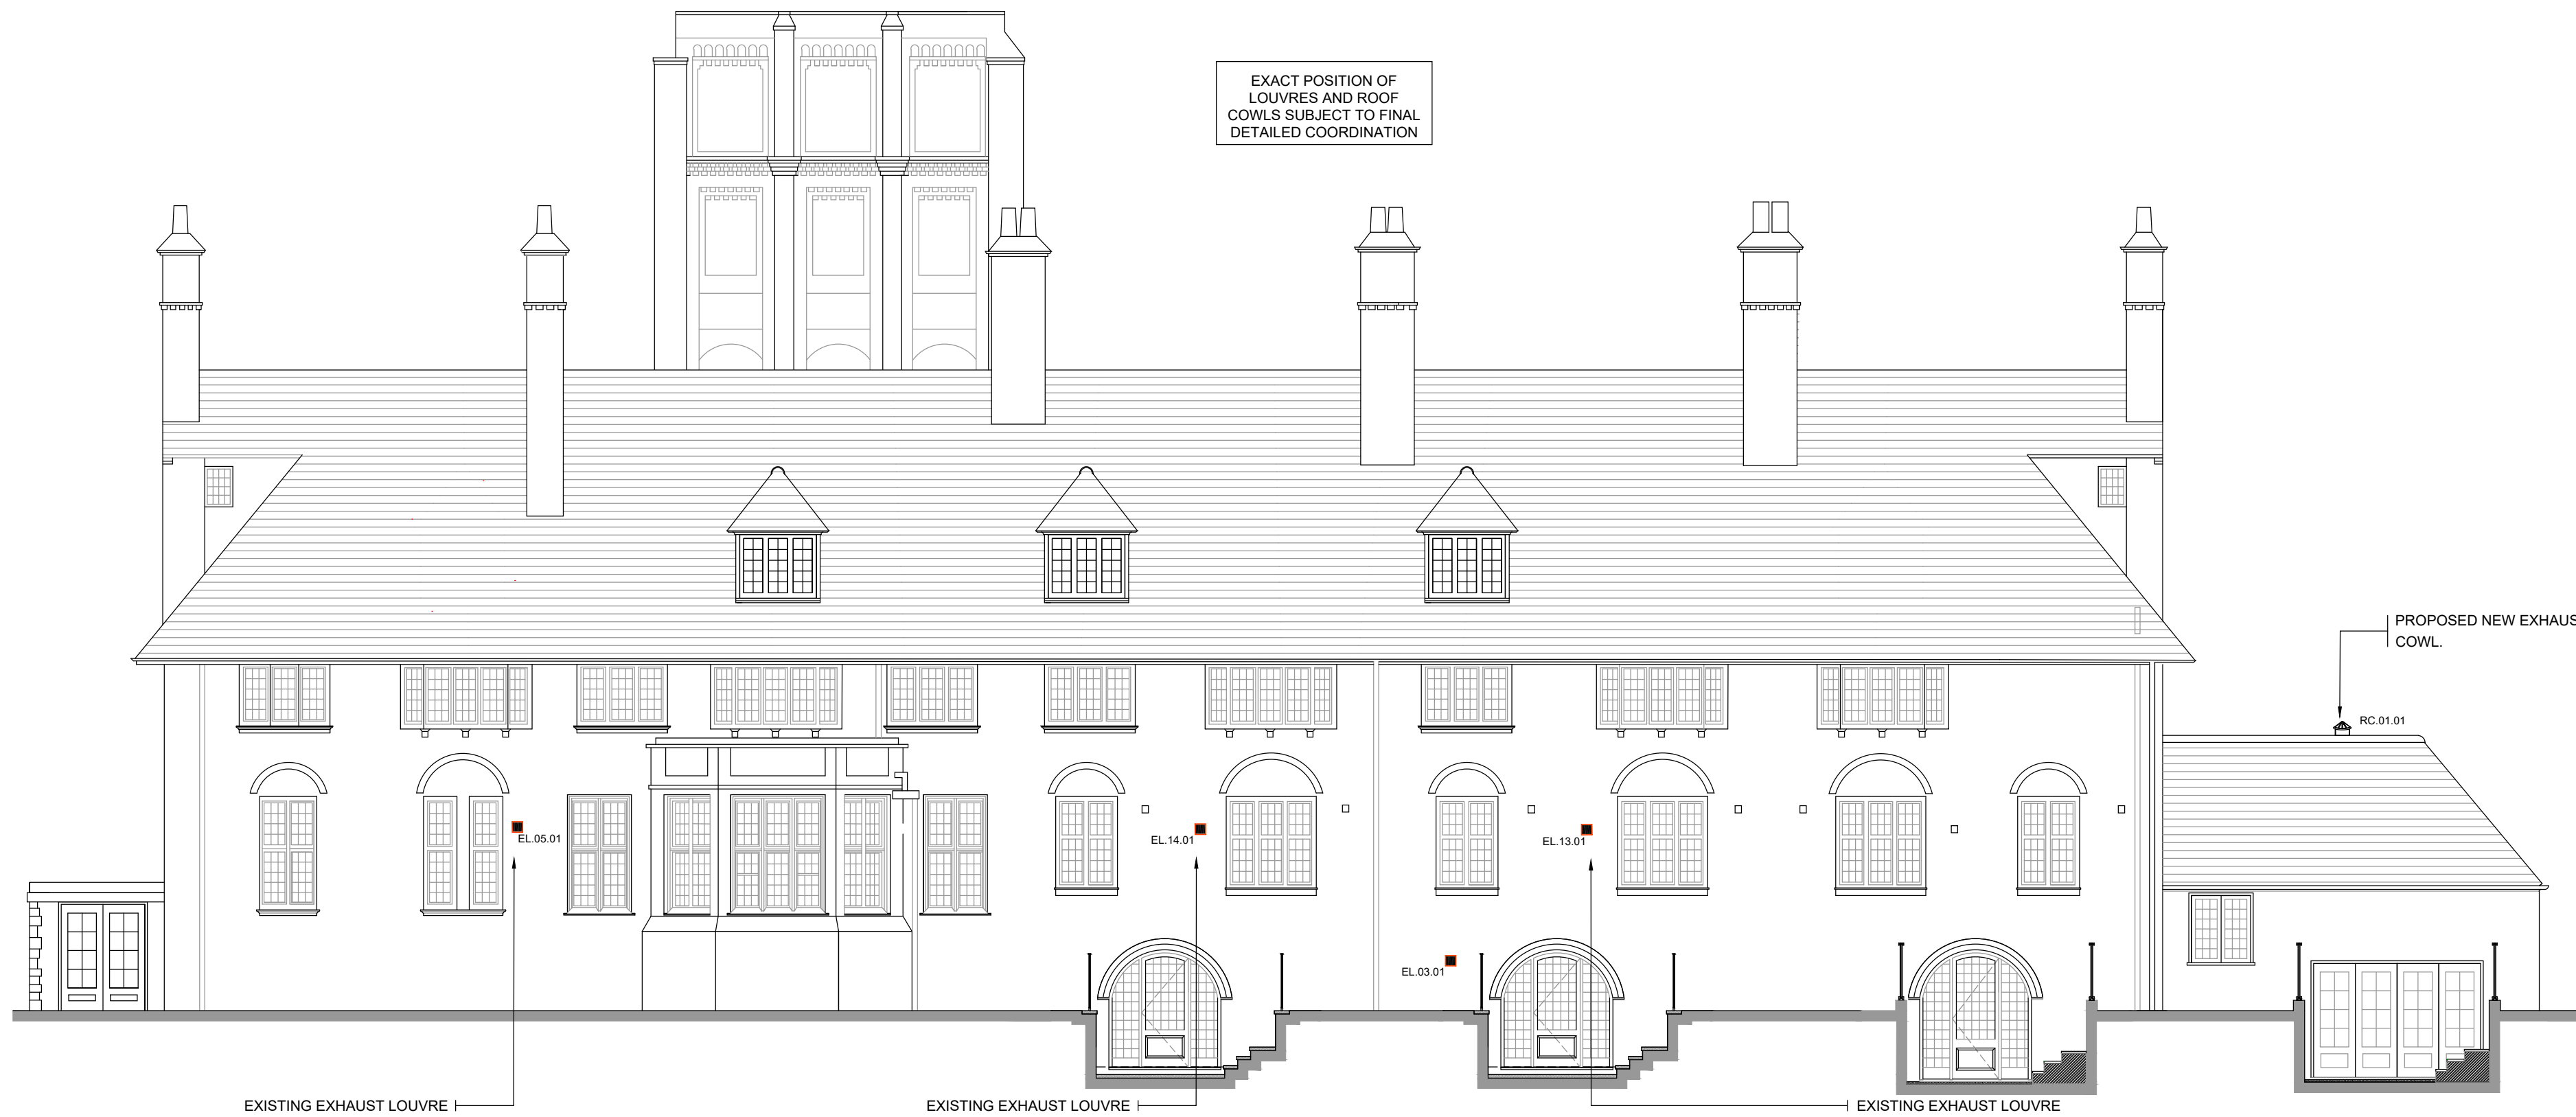 EXACT POSITION OF
LOUVRES AND ROOF
COWLS SUBJECT TO FINAL
DETAILED COORDINATION
PROPOSED NEW EXHAUS
COWL.
RC.01.01
EL.05.01
EL.14.01
EL.13.01
EL.03.01
EXISTING EXHAUST LOUVRE
EXISTING EXHAUST LOUVRE
EXISTING EXHAUST LOUVRE